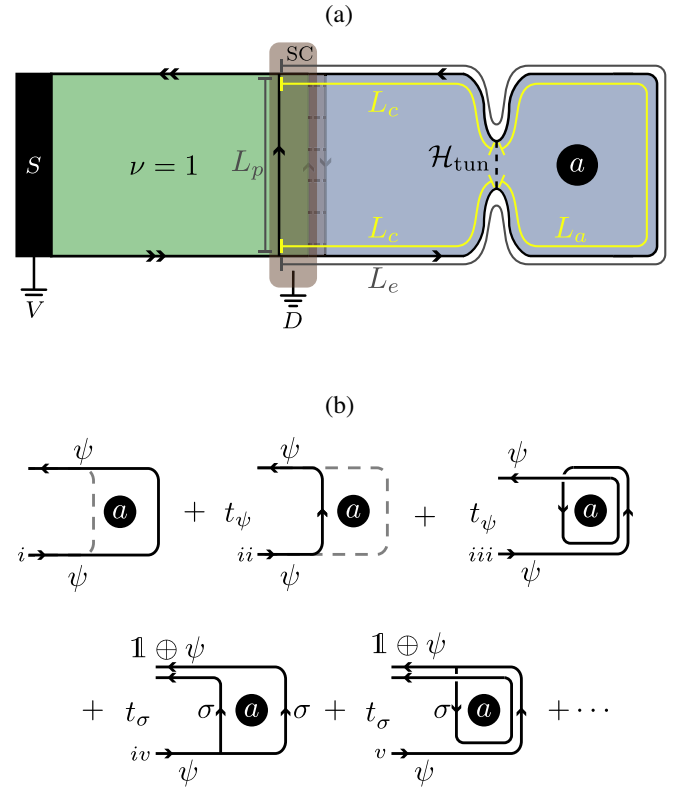 (a)
SC
S
ν = 1
L_p
L_c
H_tun
a
L_c
L_a
L_e
V
D
(b)
ψ
a
i
ψ
+ t_ψ
ψ
a
ii
ψ
+ t_ψ
ψ
a
iii
ψ
𝟙 ⊕ ψ
+ t_σ
σ a σ
iv
ψ
+ t_σ
𝟙 ⊕ ψ
σ a
v
ψ
+ ⋯